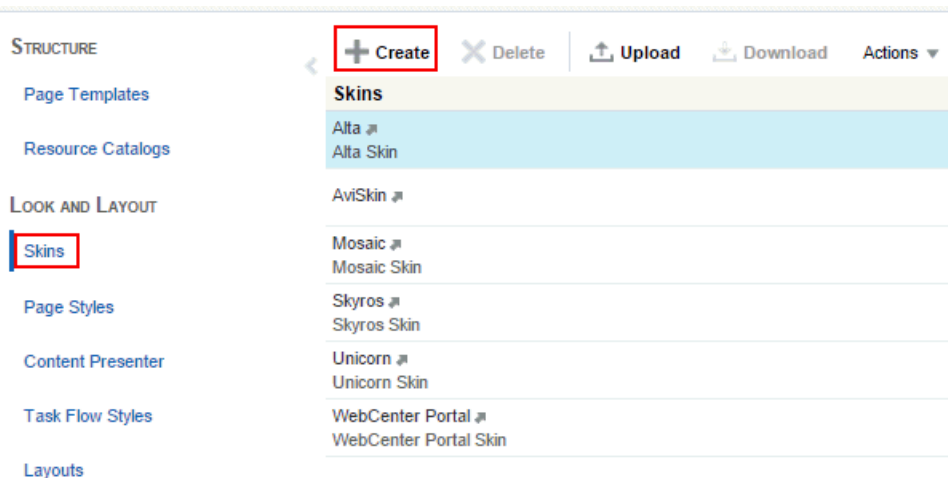 STRUCTURE
Page Templates
Resource Catalogs
LOOK AND LAYOUT
Skins
Page Styles
Content Presenter
Task Flow Styles
Layouts
Create Delete Upload Download Actions
Skins
Alta
Alta Skin
AviSkin
Mosaic
Mosaic Skin
Skyros
Skyros Skin
Unicorn
Unicorn Skin
WebCenter Portal
WebCenter Portal Skin